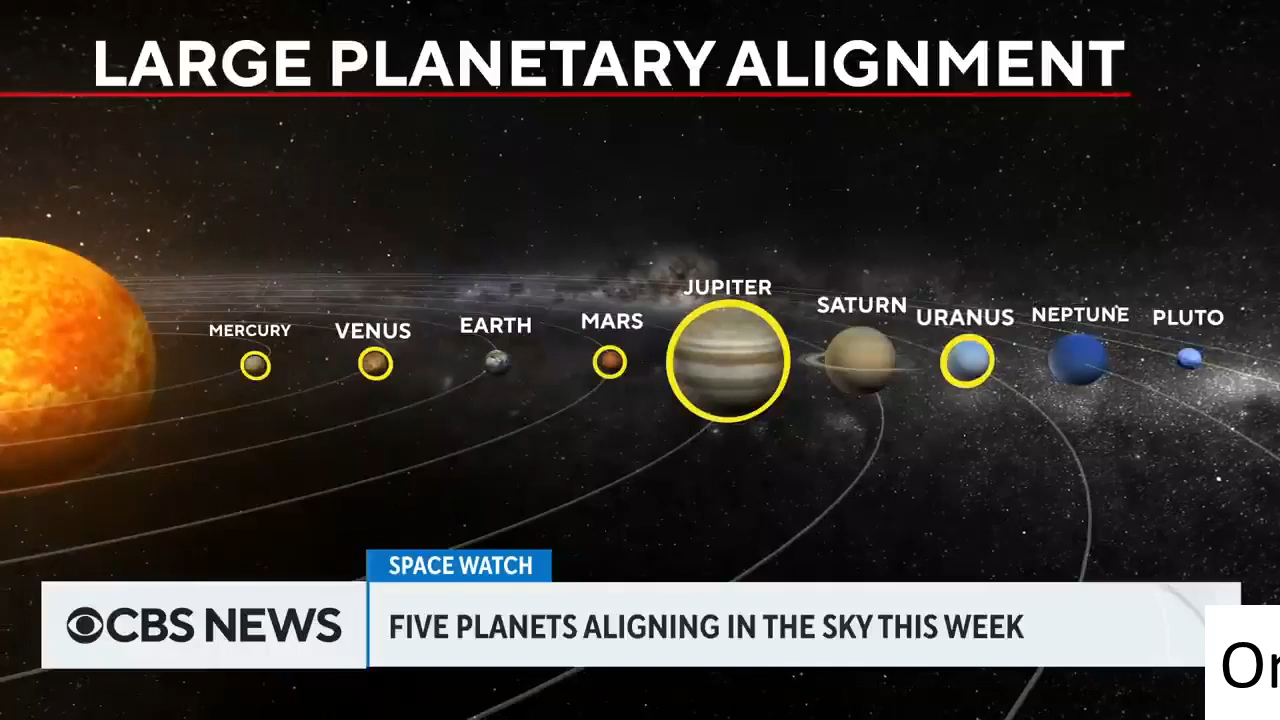 LARGE PLANETARY ALIGNMENT
MERCURY
VENUS
EARTH
MARS
JUPITER
SATURN
URANUS
NEPTUNE
PLUTO
SPACE WATCH
CBS NEWS
FIVE PLANETS ALIGNING IN THE SKY THIS WEEK